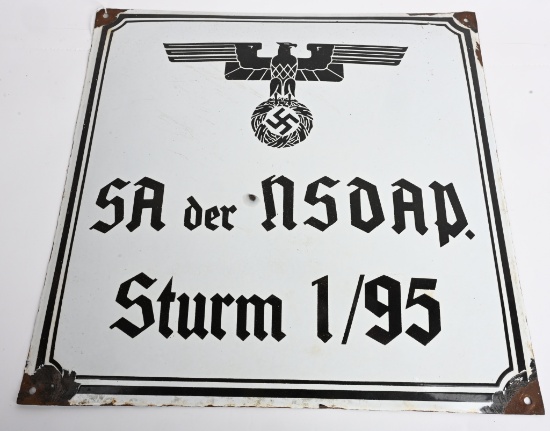 SA der NSDAP.
Sturm 1/95